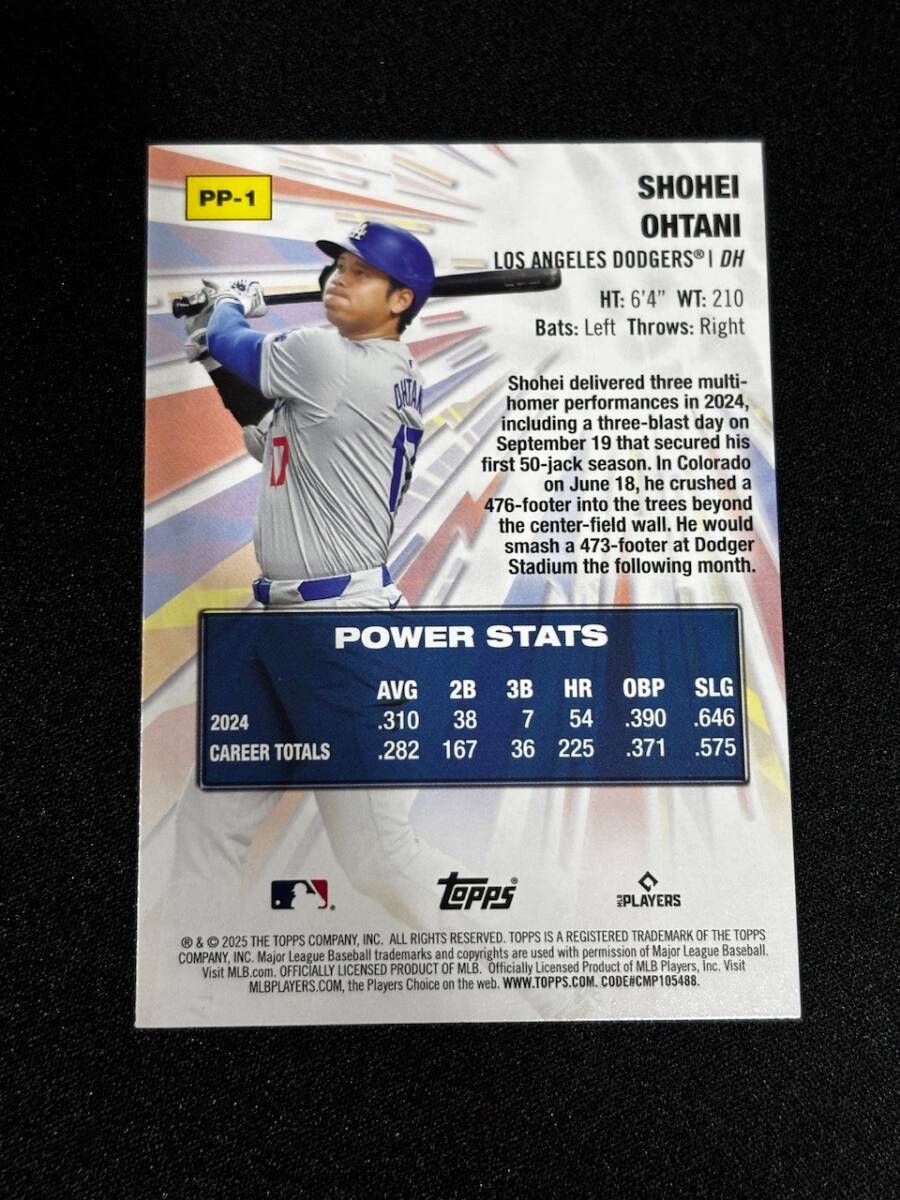 PP-1
SHOHEI
OHTANI
LOS ANGELES DODGERS® | DH
HT: 6'4" WT: 210
Bats: Left Throws: Right
Shohei delivered three multi-
homer performances in 2024,
including a three-blast day on
September 19 that secured his
first 50-jack season. In Colorado
on June 18, he crushed a
476-footer into the trees beyond
the center-field wall. He would
smash a 473-footer at Dodger
Stadium the following month.
LA
OHTAN
17
17
POWER STATS
AVG 2B 3B HR OBP SLG
2024 .310 38 7 54 .390 .646
CAREER TOTALS .282 167 36 225 .371 .575
topps®
MLB PLAYERS
® & © 2025 THE TOPPS COMPANY, INC. ALL RIGHTS RESERVED. TOPPS IS A REGISTERED TRADEMARK OF THE TOPPS
COMPANY, INC. Major League Baseball trademarks and copyrights are used with permission of Major League Baseball.
Visit MLB.com. OFFICIALLY LICENSED PRODUCT OF MLB. Officially Licensed Product of MLB Players, Inc. Visit
MLBPLAYERS.COM, the Players Choice on the web. WWW.TOPPS.COM. CODE#CMP105488.